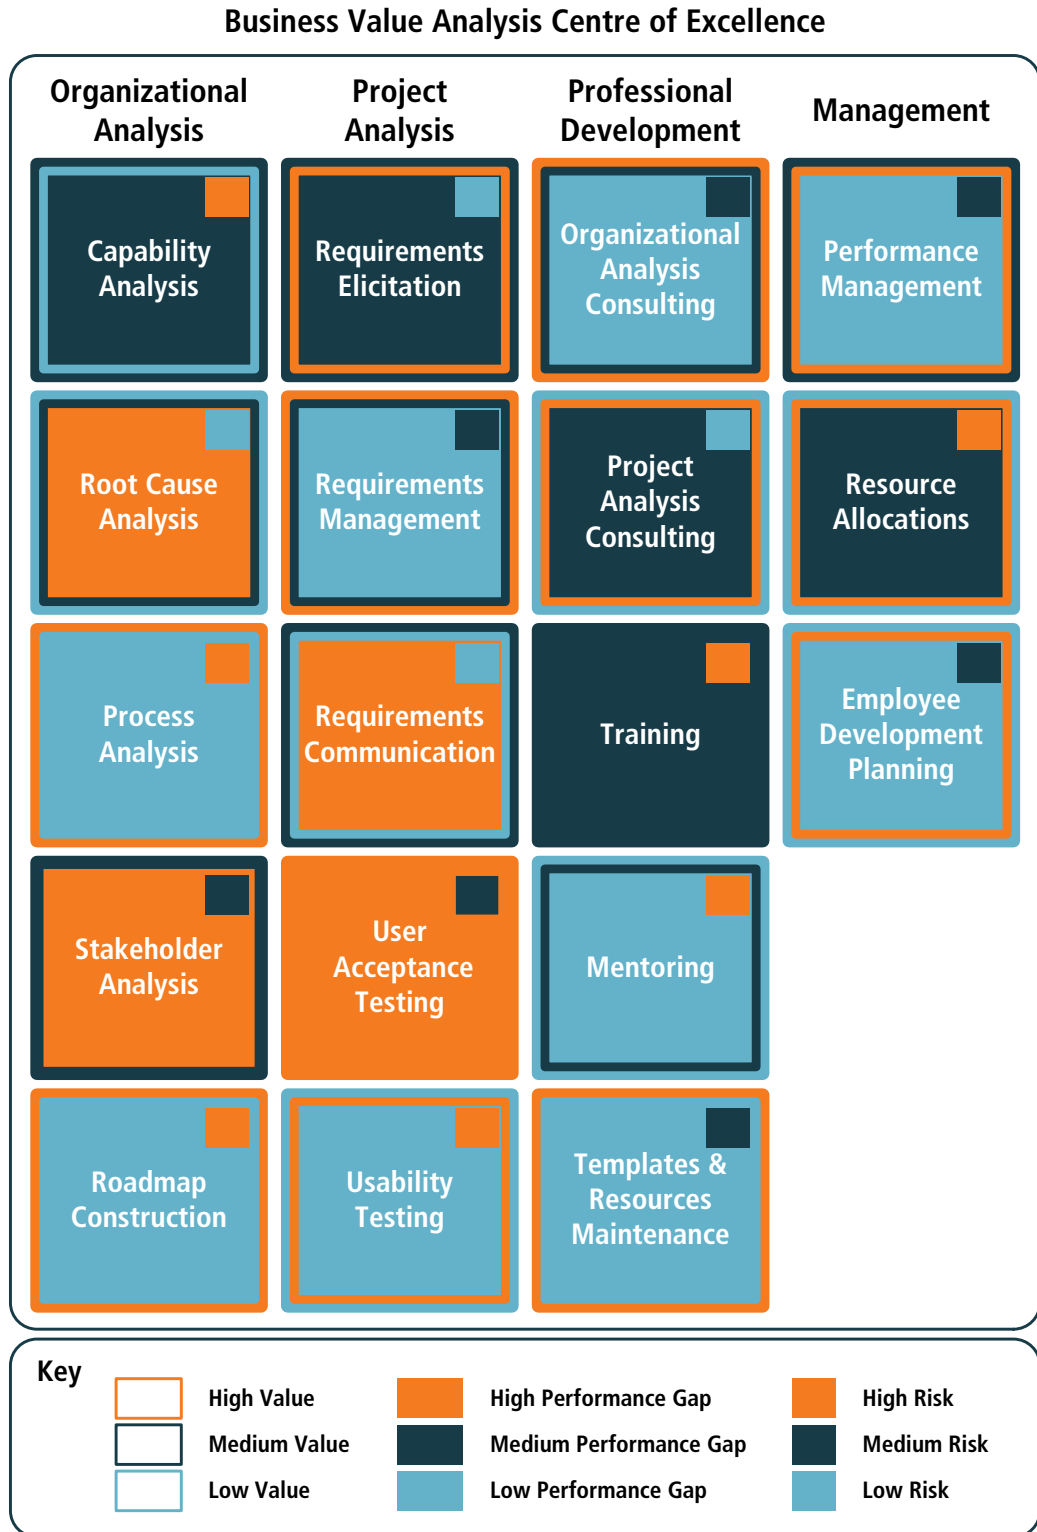 Business Value Analysis Centre of Excellence
Organizational
Analysis
Project
Analysis
Professional
Development
Management
Capability
Analysis
Requirements
Elicitation
Organizational
Analysis
Consulting
Performance
Management
Root Cause
Analysis
Requirements
Management
Project
Analysis
Consulting
Resource
Allocations
Process
Analysis
Requirements
Communication
Training
Employee
Development
Planning
Stakeholder
Analysis
User
Acceptance
Testing
Mentoring
Roadmap
Construction
Usability
Testing
Templates &
Resources
Maintenance
Key
High Value
High Performance Gap
High Risk
Medium Value
Medium Performance Gap
Medium Risk
Low Value
Low Performance Gap
Low Risk